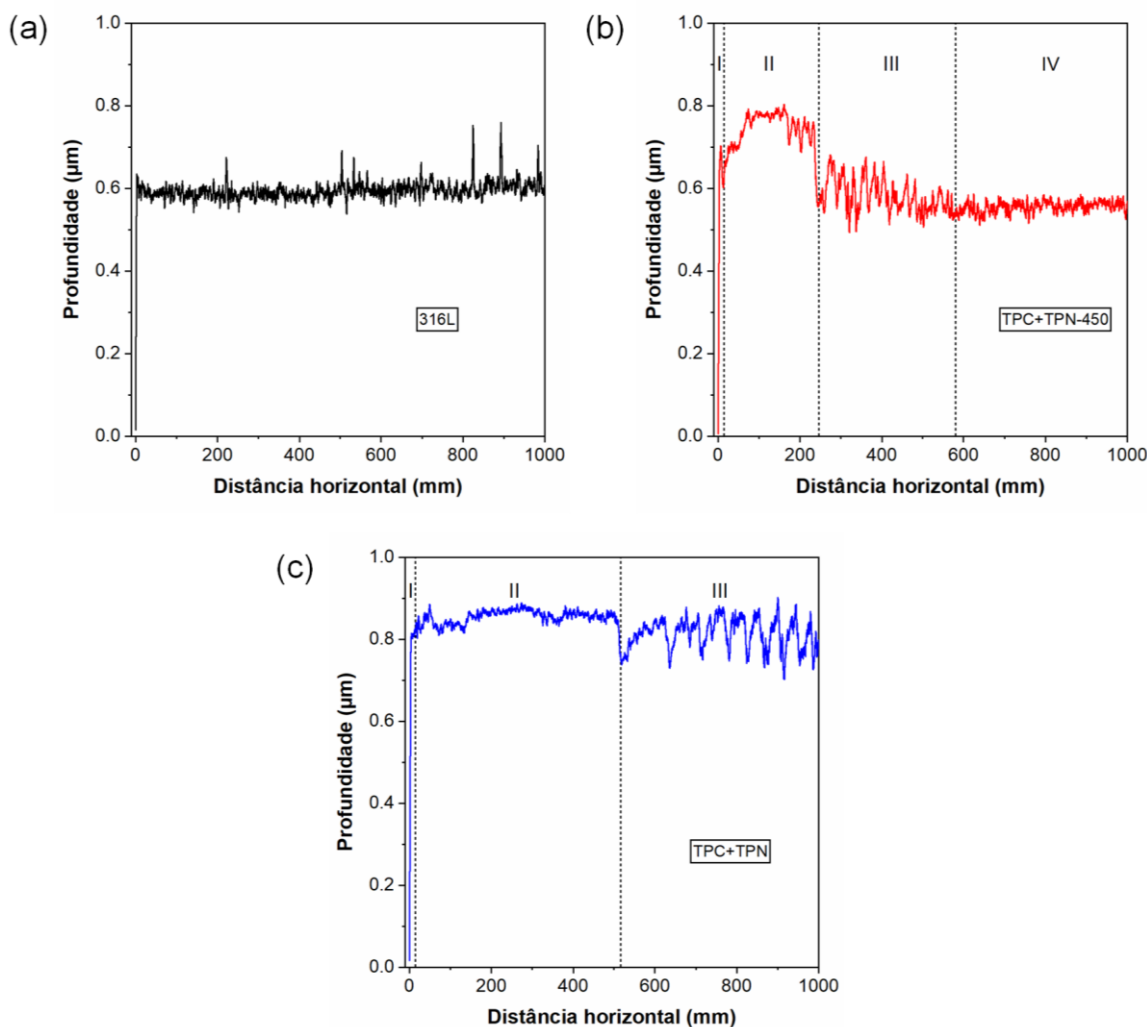 (a)
1.0
0.8
0.6
0.4
0.2
0.0
Profundidade (µm)
316L
0 200 400 600 800 1000
Distância horizontal (mm)
(b)
1.0
0.8
0.6
0.4
0.2
0.0
Profundidade (µm)
I II III IV
TPC+TPN-450
0 200 400 600 800 1000
Distância horizontal (mm)
(c)
1.0
0.8
0.6
0.4
0.2
0.0
Profundidade (µm)
I II III
TPC+TPN
0 200 400 600 800 1000
Distância horizontal (mm)